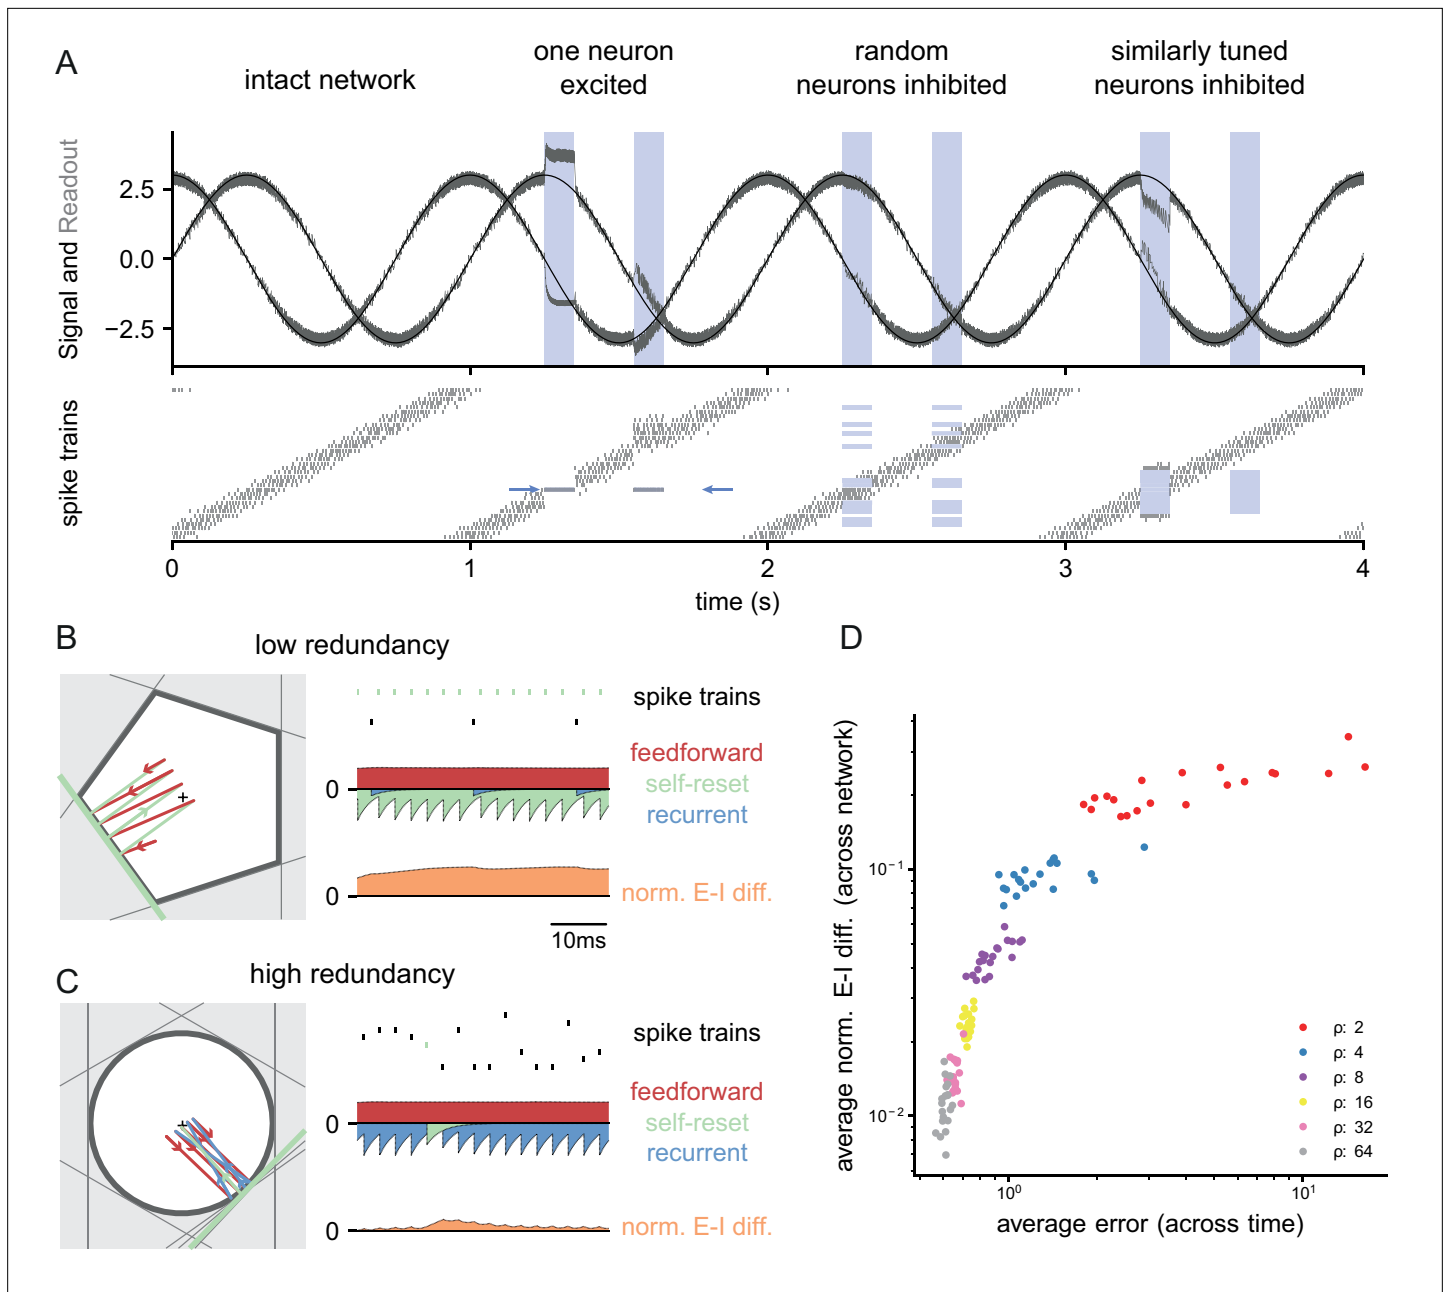 A
intact network
one neuron
excited
random
neurons inhibited
similarly tuned
neurons inhibited
Signal and Readout
2.5
0.0
−2.5
spike trains
0
1
2
3
4
time (s)
B
low redundancy
spike trains
feedforward
0
self-reset
recurrent
0
norm. E-I diff.
10ms
C
high redundancy
spike trains
feedforward
0
self-reset
recurrent
0
norm. E-I diff.
D
average norm. E-I diff. (across network)
10⁻¹
10⁻²
10⁰
10¹
average error (across time)
ρ: 2
ρ: 4
ρ: 8
ρ: 16
ρ: 32
ρ: 64